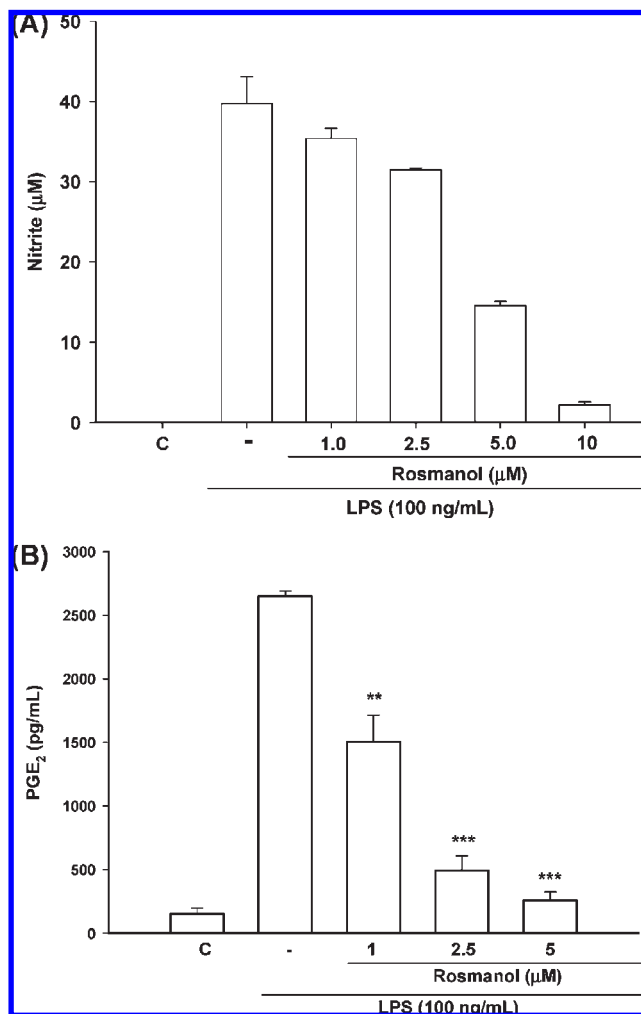 (A)
50
40
30
20
10
0
Nitrite (μM)
C - 1.0 2.5 5.0 10
Rosmanol (μM)
LPS (100 ng/mL)
(B)
3000
2500
2000
1500
1000
500
0
PGE2 (pg/mL)
**
***
***
C - 1 2.5 5
Rosmanol (μM)
LPS (100 ng/mL)